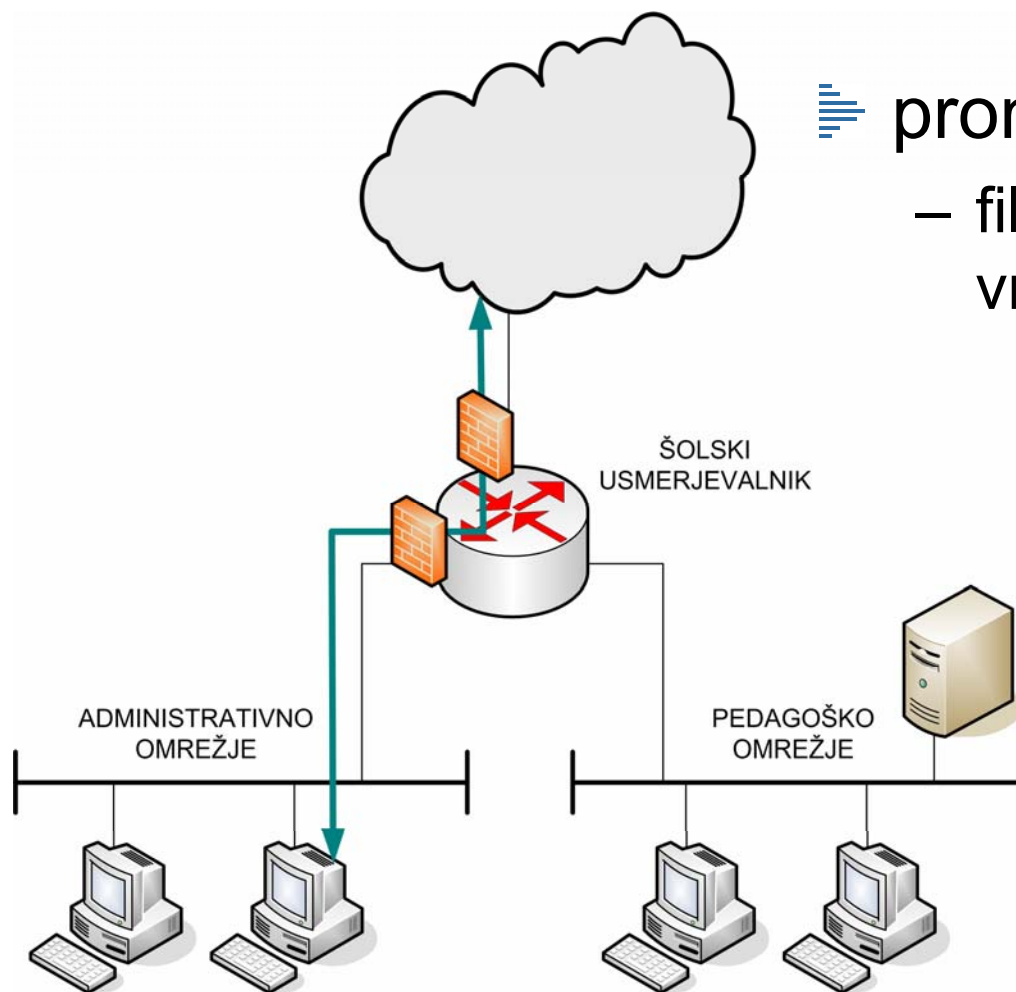 ŠOLSKI
USMERJEVALNIK
ADMINISTRATIVNO
OMREŽJE
PEDAGOŠKO
OMREŽJE